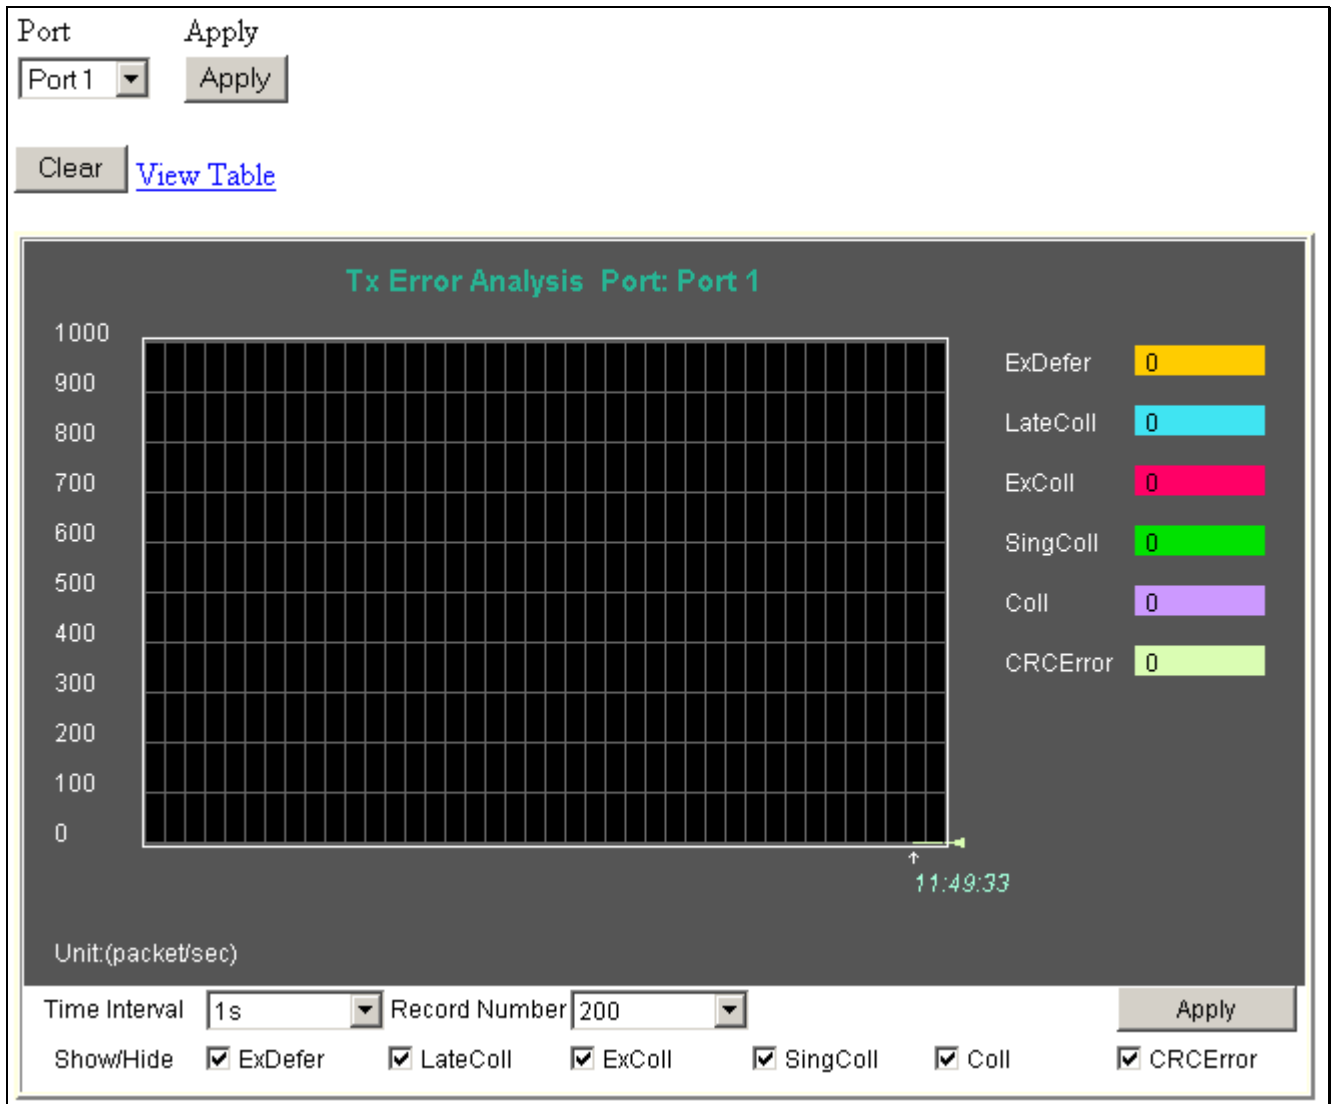 Port Apply
Port 1 Apply
Clear View Table
Tx Error Analysis Port: Port 1
1000
900
800
700
600
500
400
300
200
100
0
ExDefer 0
LateColl 0
ExColl 0
SingColl 0
Coll 0
CRCError 0
11:49:33
Unit:(packet/sec)
Time Interval 1s Record Number 200 Apply
Show/Hide ExDefer LateColl ExColl SingColl Coll CRCError